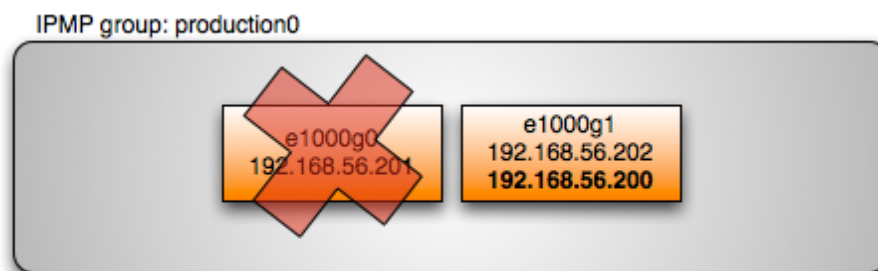 IPMP group: production0
e1000g0
192.168.56.201
e1000g1
192.168.56.202
192.168.56.200